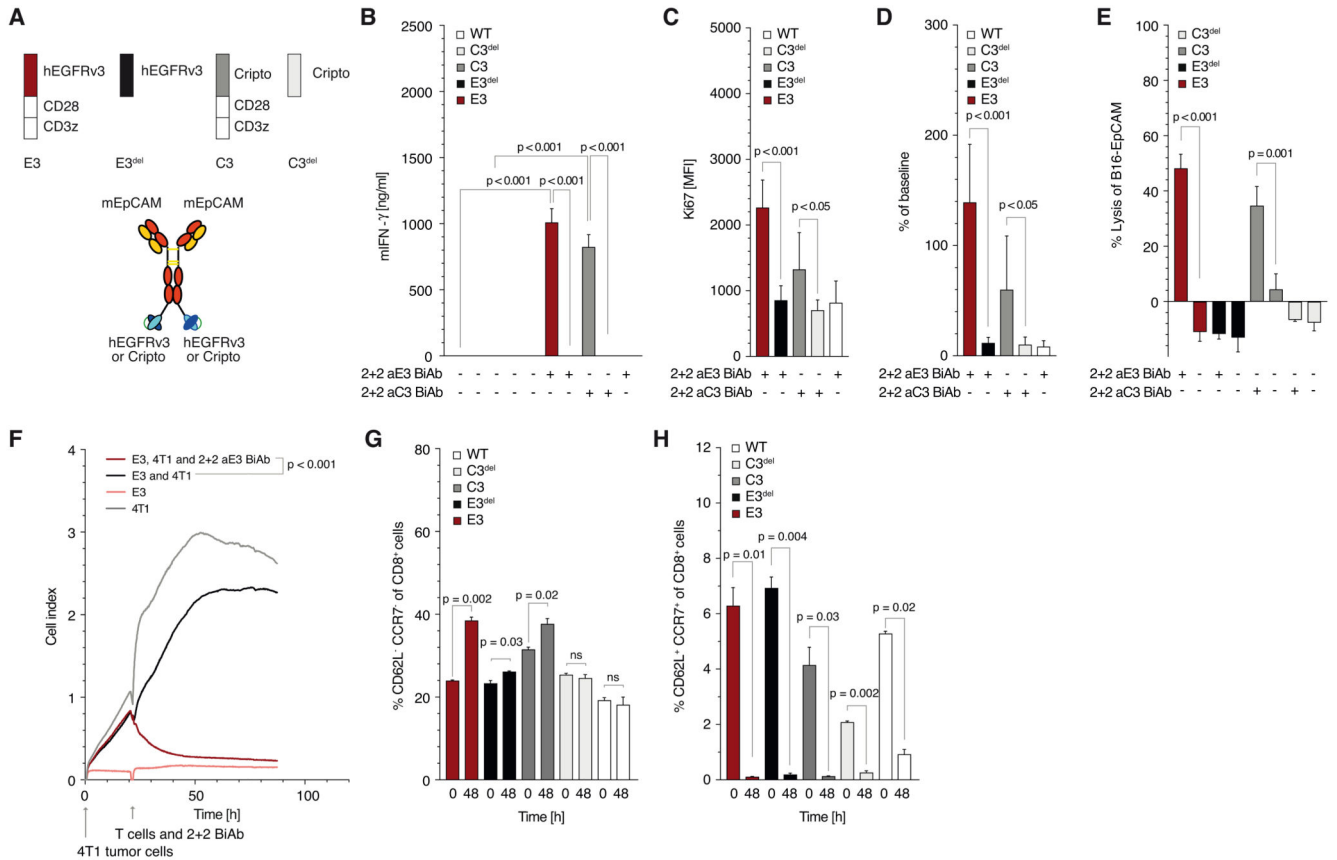 A
hEGFRv3
hEGFRv3
Cripto
Cripto
CD28
CD28
CD3z
CD3z
E3
E3del
C3
C3del
mEpCAM
mEpCAM
hEGFRv3
or Cripto
hEGFRv3
or Cripto
B
WT
C3del
C3
E3del
E3
mIFN - γ [ng/ml]
2500
2000
1500
1000
800
600
400
200
0
p < 0.001
p < 0.001
p < 0.001
p < 0.001
2+2 aE3 BiAb - - - - - + + - - +
2+2 aC3 BiAb - - - - - - - + + -
C
WT
C3del
C3
E3del
E3
Ki67 [MFI]
5000
4000
3000
2000
1000
0
p < 0.001
p < 0.05
2+2 aE3 BiAb + + - - +
2+2 aC3 BiAb - - + + -
D
WT
C3del
C3
E3del
E3
% of baseline
300
200
100
0
p < 0.001
p < 0.05
2+2 aE3 BiAb + + - - +
2+2 aC3 BiAb - - + + -
E
C3del
C3
E3del
E3
% Lysis of B16-EpCAM
100
80
60
40
20
0
-20
p < 0.001
p = 0.001
2+2 aE3 BiAb + - + - - - - -
2+2 aC3 BiAb - - - - + - + -
F
E3, 4T1 and 2+2 aE3 BiAb
E3 and 4T1
E3
4T1
p < 0.001
Cell index
4
3
2
1
0
0
50
100
Time [h]
T cells and 2+2 BiAb
4T1 tumor cells
G
WT
C3del
C3
E3del
E3
% CD62L- CCR7- of CD8+ cells
80
60
40
20
0
p = 0.002
p = 0.03
p = 0.02
ns
ns
0 48 0 48 0 48 0 48 0 48
Time [h]
H
WT
C3del
C3
E3del
E3
% CD62L+ CCR7+ of CD8+ cells
12
10
8
6
4
2
0
p = 0.01
p = 0.004
p = 0.03
p = 0.002
p = 0.02
0 48 0 48 0 48 0 48 0 48
Time [h]